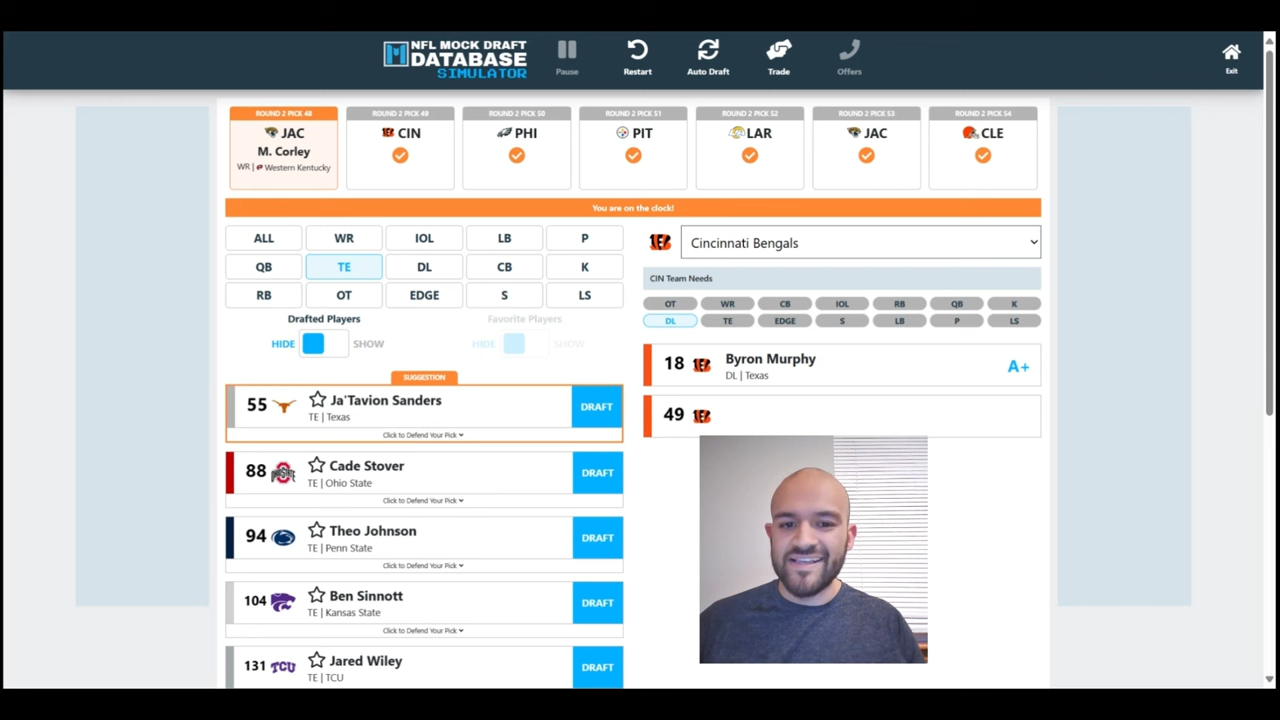 NFL MOCK DRAFT
DATABASE
SIMULATOR
Pause
Restart
Auto Draft
Trade
Offers
Exit
ROUND 2 PICK 48
JAC
M. Corley
WR | Western Kentucky
ROUND 2 PICK 49
CIN
ROUND 2 PICK 50
PHI
ROUND 2 PICK 51
PIT
ROUND 2 PICK 52
LAR
ROUND 2 PICK 53
JAC
ROUND 2 PICK 54
CLE
You are on the clock!
ALL WR IOL LB P
QB TE DL CB K
RB OT EDGE S LS
Drafted Players
HIDE SHOW
Favorite Players
HIDE SHOW
SUGGESTION
55 Ja'Tavion Sanders
TE | Texas
DRAFT
Click to Defend Your Pick
88 Cade Stover
TE | Ohio State
DRAFT
Click to Defend Your Pick
94 Theo Johnson
TE | Penn State
DRAFT
Click to Defend Your Pick
104 Ben Sinnott
TE | Kansas State
DRAFT
Click to Defend Your Pick
131 TCU Jared Wiley
TE | TCU
DRAFT
Cincinnati Bengals
CIN Team Needs
OT WR CB IOL RB QB K
DL TE EDGE S LB P LS
18 Byron Murphy
DL | Texas
A+
49